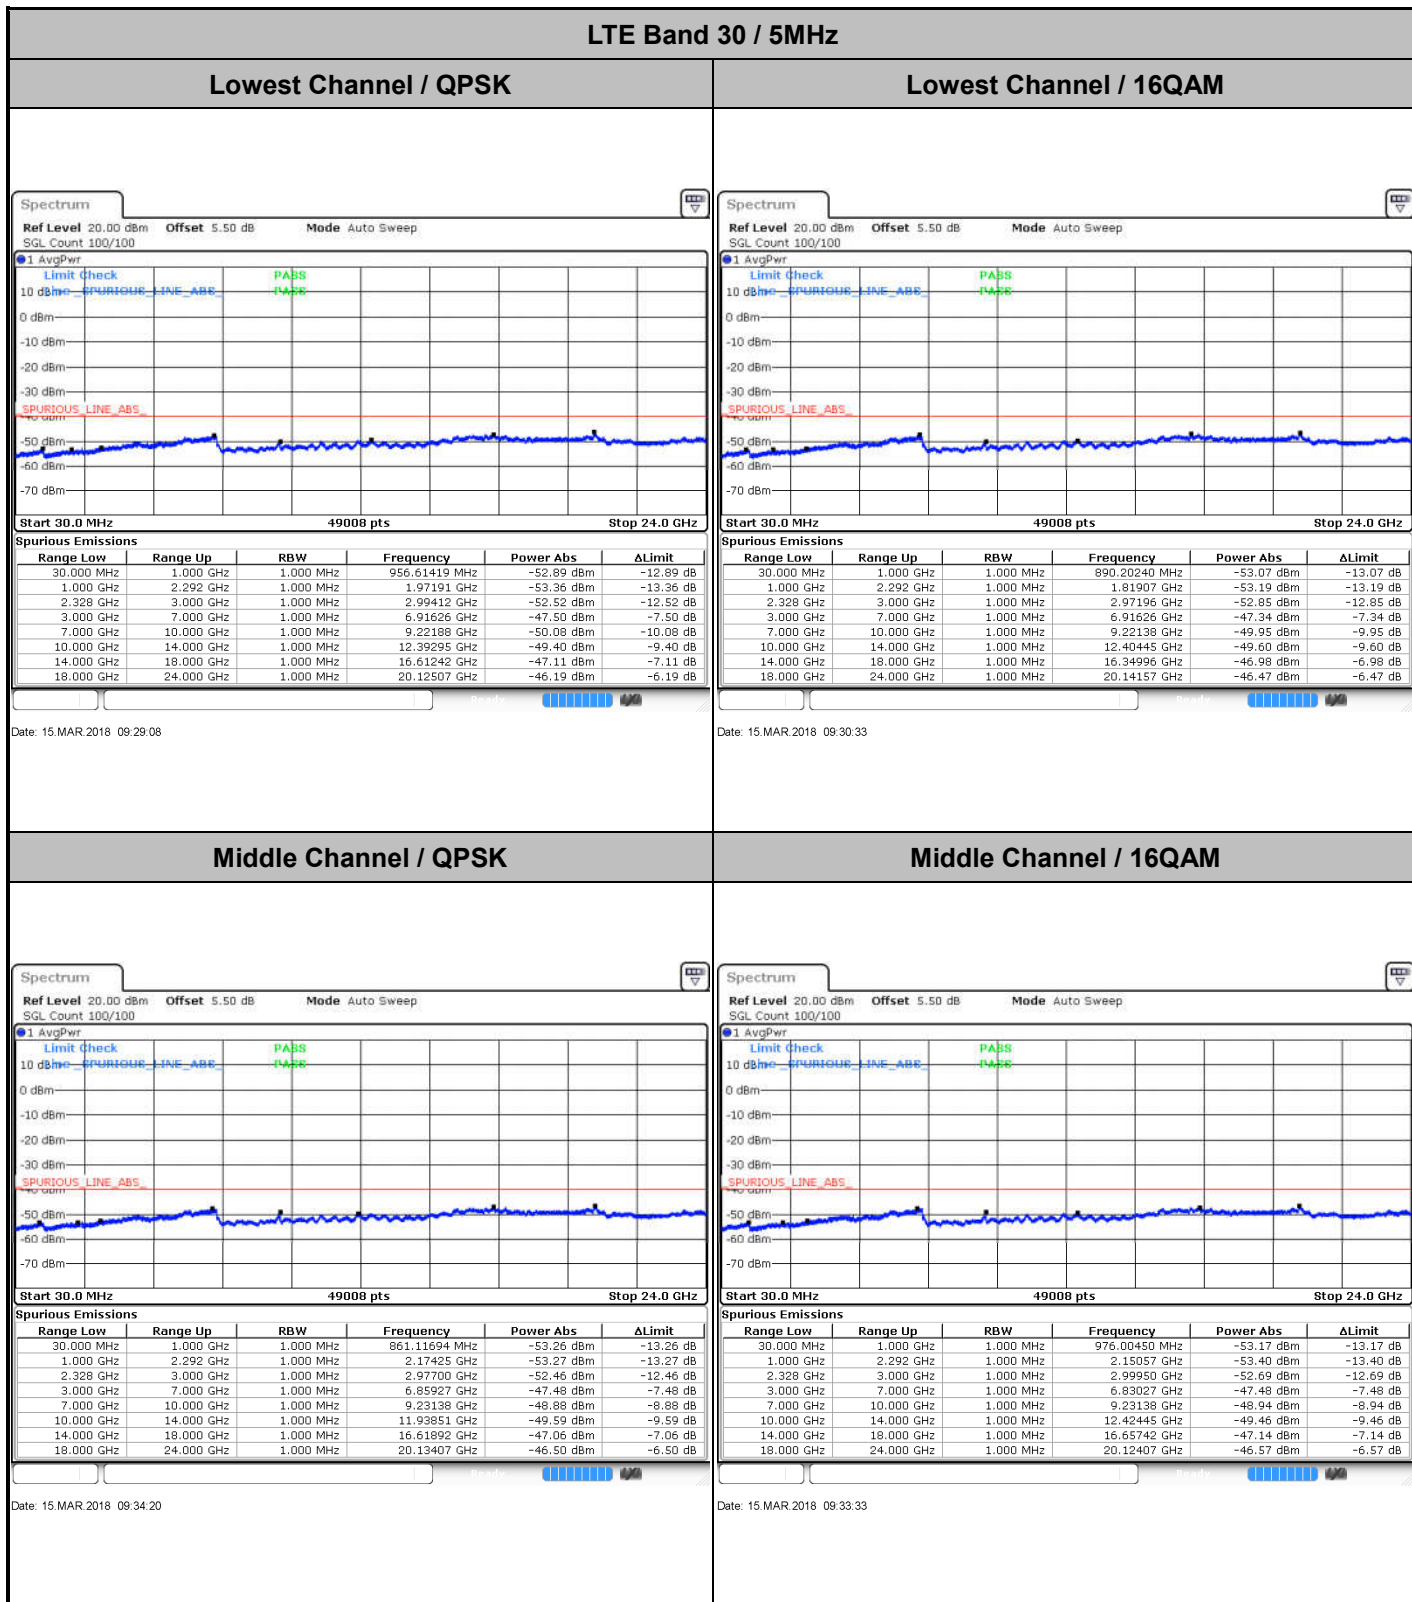 LTE Band 30 / 5MHz
Lowest Channel / QPSK
Lowest Channel / 16QAM
Spectrum
Ref Level 20.00 dBm Offset 5.50 dB Mode Auto Sweep
SGL Count 100/100
1 AvgPwr
Limit Check PASS
10 dBm
Line _SPURIOUS_LINE_ABS_ PASS
0 dBm
-10 dBm
-20 dBm
-30 dBm
_SPURIOUS_LINE_ABS_
-40 dBm
-50 dBm
-60 dBm
-70 dBm
Start 30.0 MHz 49008 pts Stop 24.0 GHz
Spurious Emissions
Range Low Range Up RBW Frequency Power Abs ΔLimit
30.000 MHz 1.000 GHz 1.000 MHz 956.61419 MHz -52.89 dBm -12.89 dB
1.000 GHz 2.292 GHz 1.000 MHz 1.97191 GHz -53.36 dBm -13.36 dB
2.328 GHz 3.000 GHz 1.000 MHz 2.99412 GHz -52.52 dBm -12.52 dB
3.000 GHz 7.000 GHz 1.000 MHz 6.91626 GHz -47.50 dBm -7.50 dB
7.000 GHz 10.000 GHz 1.000 MHz 9.22188 GHz -50.08 dBm -10.08 dB
10.000 GHz 14.000 GHz 1.000 MHz 12.39295 GHz -49.40 dBm -9.40 dB
14.000 GHz 18.000 GHz 1.000 MHz 16.61242 GHz -47.11 dBm -7.11 dB
18.000 GHz 24.000 GHz 1.000 MHz 20.12507 GHz -46.19 dBm -6.19 dB
Ready
Date: 15.MAR.2018 09:29:08
Spectrum
Ref Level 20.00 dBm Offset 5.50 dB Mode Auto Sweep
SGL Count 100/100
1 AvgPwr
Limit Check PASS
10 dBm
Line _SPURIOUS_LINE_ABS_ PASS
0 dBm
-10 dBm
-20 dBm
-30 dBm
_SPURIOUS_LINE_ABS_
-40 dBm
-50 dBm
-60 dBm
-70 dBm
Start 30.0 MHz 49008 pts Stop 24.0 GHz
Spurious Emissions
Range Low Range Up RBW Frequency Power Abs ΔLimit
30.000 MHz 1.000 GHz 1.000 MHz 890.20240 MHz -53.07 dBm -13.07 dB
1.000 GHz 2.292 GHz 1.000 MHz 1.81907 GHz -53.19 dBm -13.19 dB
2.328 GHz 3.000 GHz 1.000 MHz 2.97196 GHz -52.85 dBm -12.85 dB
3.000 GHz 7.000 GHz 1.000 MHz 6.91626 GHz -47.34 dBm -7.34 dB
7.000 GHz 10.000 GHz 1.000 MHz 9.22138 GHz -49.95 dBm -9.95 dB
10.000 GHz 14.000 GHz 1.000 MHz 12.40445 GHz -49.60 dBm -9.60 dB
14.000 GHz 18.000 GHz 1.000 MHz 16.34996 GHz -46.98 dBm -6.98 dB
18.000 GHz 24.000 GHz 1.000 MHz 20.14157 GHz -46.47 dBm -6.47 dB
Ready
Date: 15.MAR.2018 09:30:33
Middle Channel / QPSK
Middle Channel / 16QAM
Spectrum
Ref Level 20.00 dBm Offset 5.50 dB Mode Auto Sweep
SGL Count 100/100
1 AvgPwr
Limit Check PASS
10 dBm
Line _SPURIOUS_LINE_ABS_ PASS
0 dBm
-10 dBm
-20 dBm
-30 dBm
_SPURIOUS_LINE_ABS_
-40 dBm
-50 dBm
-60 dBm
-70 dBm
Start 30.0 MHz 49008 pts Stop 24.0 GHz
Spurious Emissions
Range Low Range Up RBW Frequency Power Abs ΔLimit
30.000 MHz 1.000 GHz 1.000 MHz 861.11694 MHz -53.26 dBm -13.26 dB
1.000 GHz 2.292 GHz 1.000 MHz 2.17425 GHz -53.27 dBm -13.27 dB
2.328 GHz 3.000 GHz 1.000 MHz 2.97700 GHz -52.46 dBm -12.46 dB
3.000 GHz 7.000 GHz 1.000 MHz 6.85927 GHz -47.48 dBm -7.48 dB
7.000 GHz 10.000 GHz 1.000 MHz 9.23138 GHz -48.88 dBm -8.88 dB
10.000 GHz 14.000 GHz 1.000 MHz 11.93851 GHz -49.59 dBm -9.59 dB
14.000 GHz 18.000 GHz 1.000 MHz 16.61892 GHz -47.06 dBm -7.06 dB
18.000 GHz 24.000 GHz 1.000 MHz 20.13407 GHz -46.50 dBm -6.50 dB
Ready
Date: 15.MAR.2018 09:34:20
Spectrum
Ref Level 20.00 dBm Offset 5.50 dB Mode Auto Sweep
SGL Count 100/100
1 AvgPwr
Limit Check PASS
10 dBm
Line _SPURIOUS_LINE_ABS_ PASS
0 dBm
-10 dBm
-20 dBm
-30 dBm
_SPURIOUS_LINE_ABS_
-40 dBm
-50 dBm
-60 dBm
-70 dBm
Start 30.0 MHz 49008 pts Stop 24.0 GHz
Spurious Emissions
Range Low Range Up RBW Frequency Power Abs ΔLimit
30.000 MHz 1.000 GHz 1.000 MHz 976.00450 MHz -53.17 dBm -13.17 dB
1.000 GHz 2.292 GHz 1.000 MHz 2.15057 GHz -53.40 dBm -13.40 dB
2.328 GHz 3.000 GHz 1.000 MHz 2.99950 GHz -52.69 dBm -12.69 dB
3.000 GHz 7.000 GHz 1.000 MHz 6.83027 GHz -47.48 dBm -7.48 dB
7.000 GHz 10.000 GHz 1.000 MHz 9.23138 GHz -48.94 dBm -8.94 dB
10.000 GHz 14.000 GHz 1.000 MHz 12.42445 GHz -49.46 dBm -9.46 dB
14.000 GHz 18.000 GHz 1.000 MHz 16.65742 GHz -47.14 dBm -7.14 dB
18.000 GHz 24.000 GHz 1.000 MHz 20.12407 GHz -46.57 dBm -6.57 dB
Ready
Date: 15.MAR.2018 09:33:33